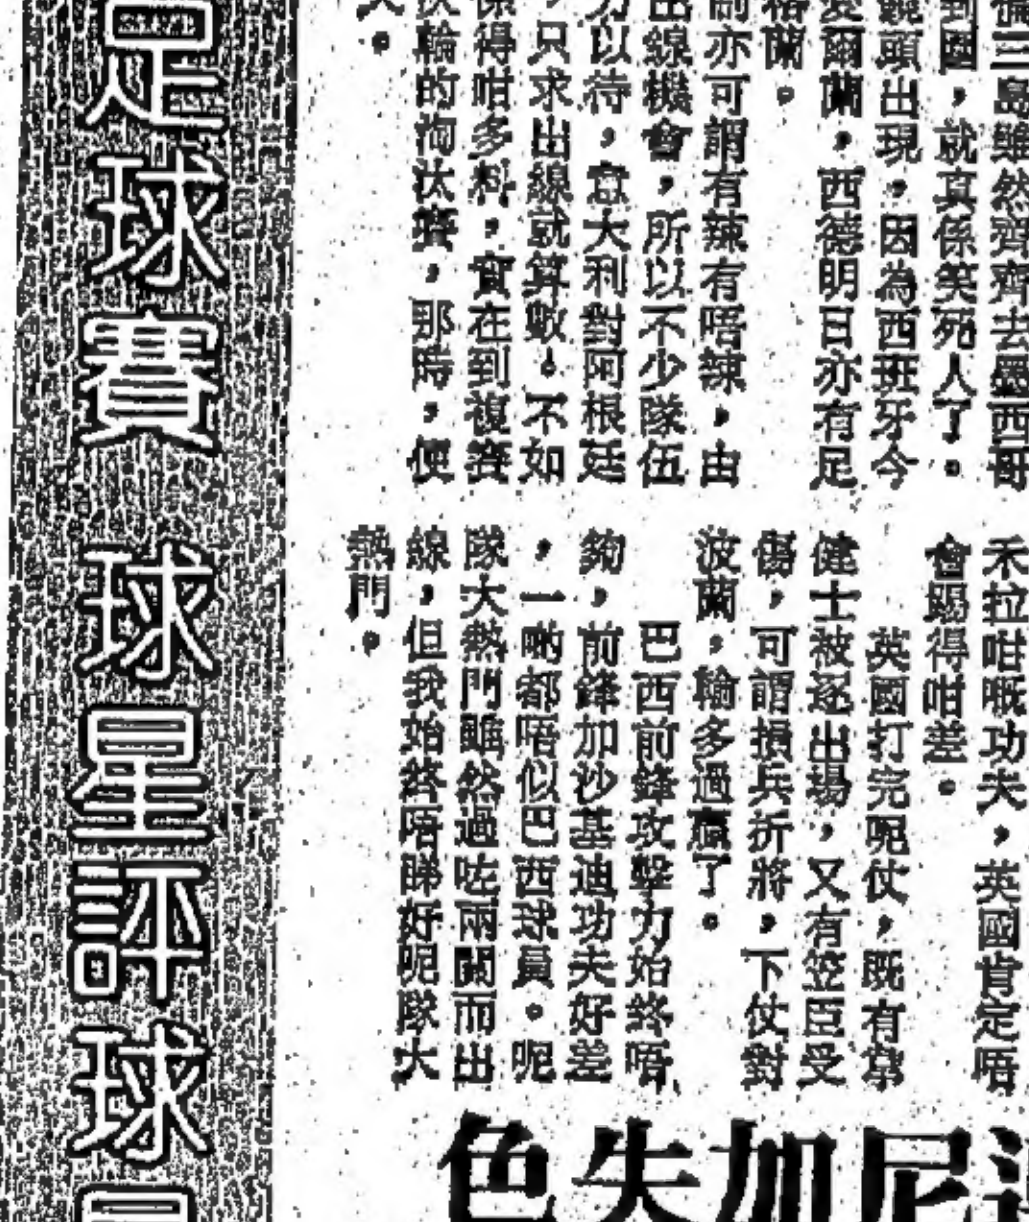 三島雖然齊齊去墨西哥
到圍,就真係笑死人了。
鏡頭出現,因為西班牙今
愛爾蘭,西德明日亦有足
格蘭。
制亦可謂有辣有唔辣,由
出線機會,所以不少隊伍
力以待,意大利對阿根廷
,只求出線就算數。不如
係得咁多料,實在到複賽
輪的淘汰賽,那時,便
。
禾拉咁嘅功夫,英國肯定唔
會踢得咁差。
英國打完呢仗,既有韋
健士被逐出場,又有笠臣受
傷,可謂損兵折將,下仗對
波蘭,輸多過贏了。
巴西前鋒攻擊力始終唔
夠,前鋒加沙基迪功夫好差
,一啲都唔似巴西球員。呢
隊大熱門雖然過咗兩關而出
線,但我始終唔睇好呢隊大
熱門。
尼加失色
足球賽 球星評球